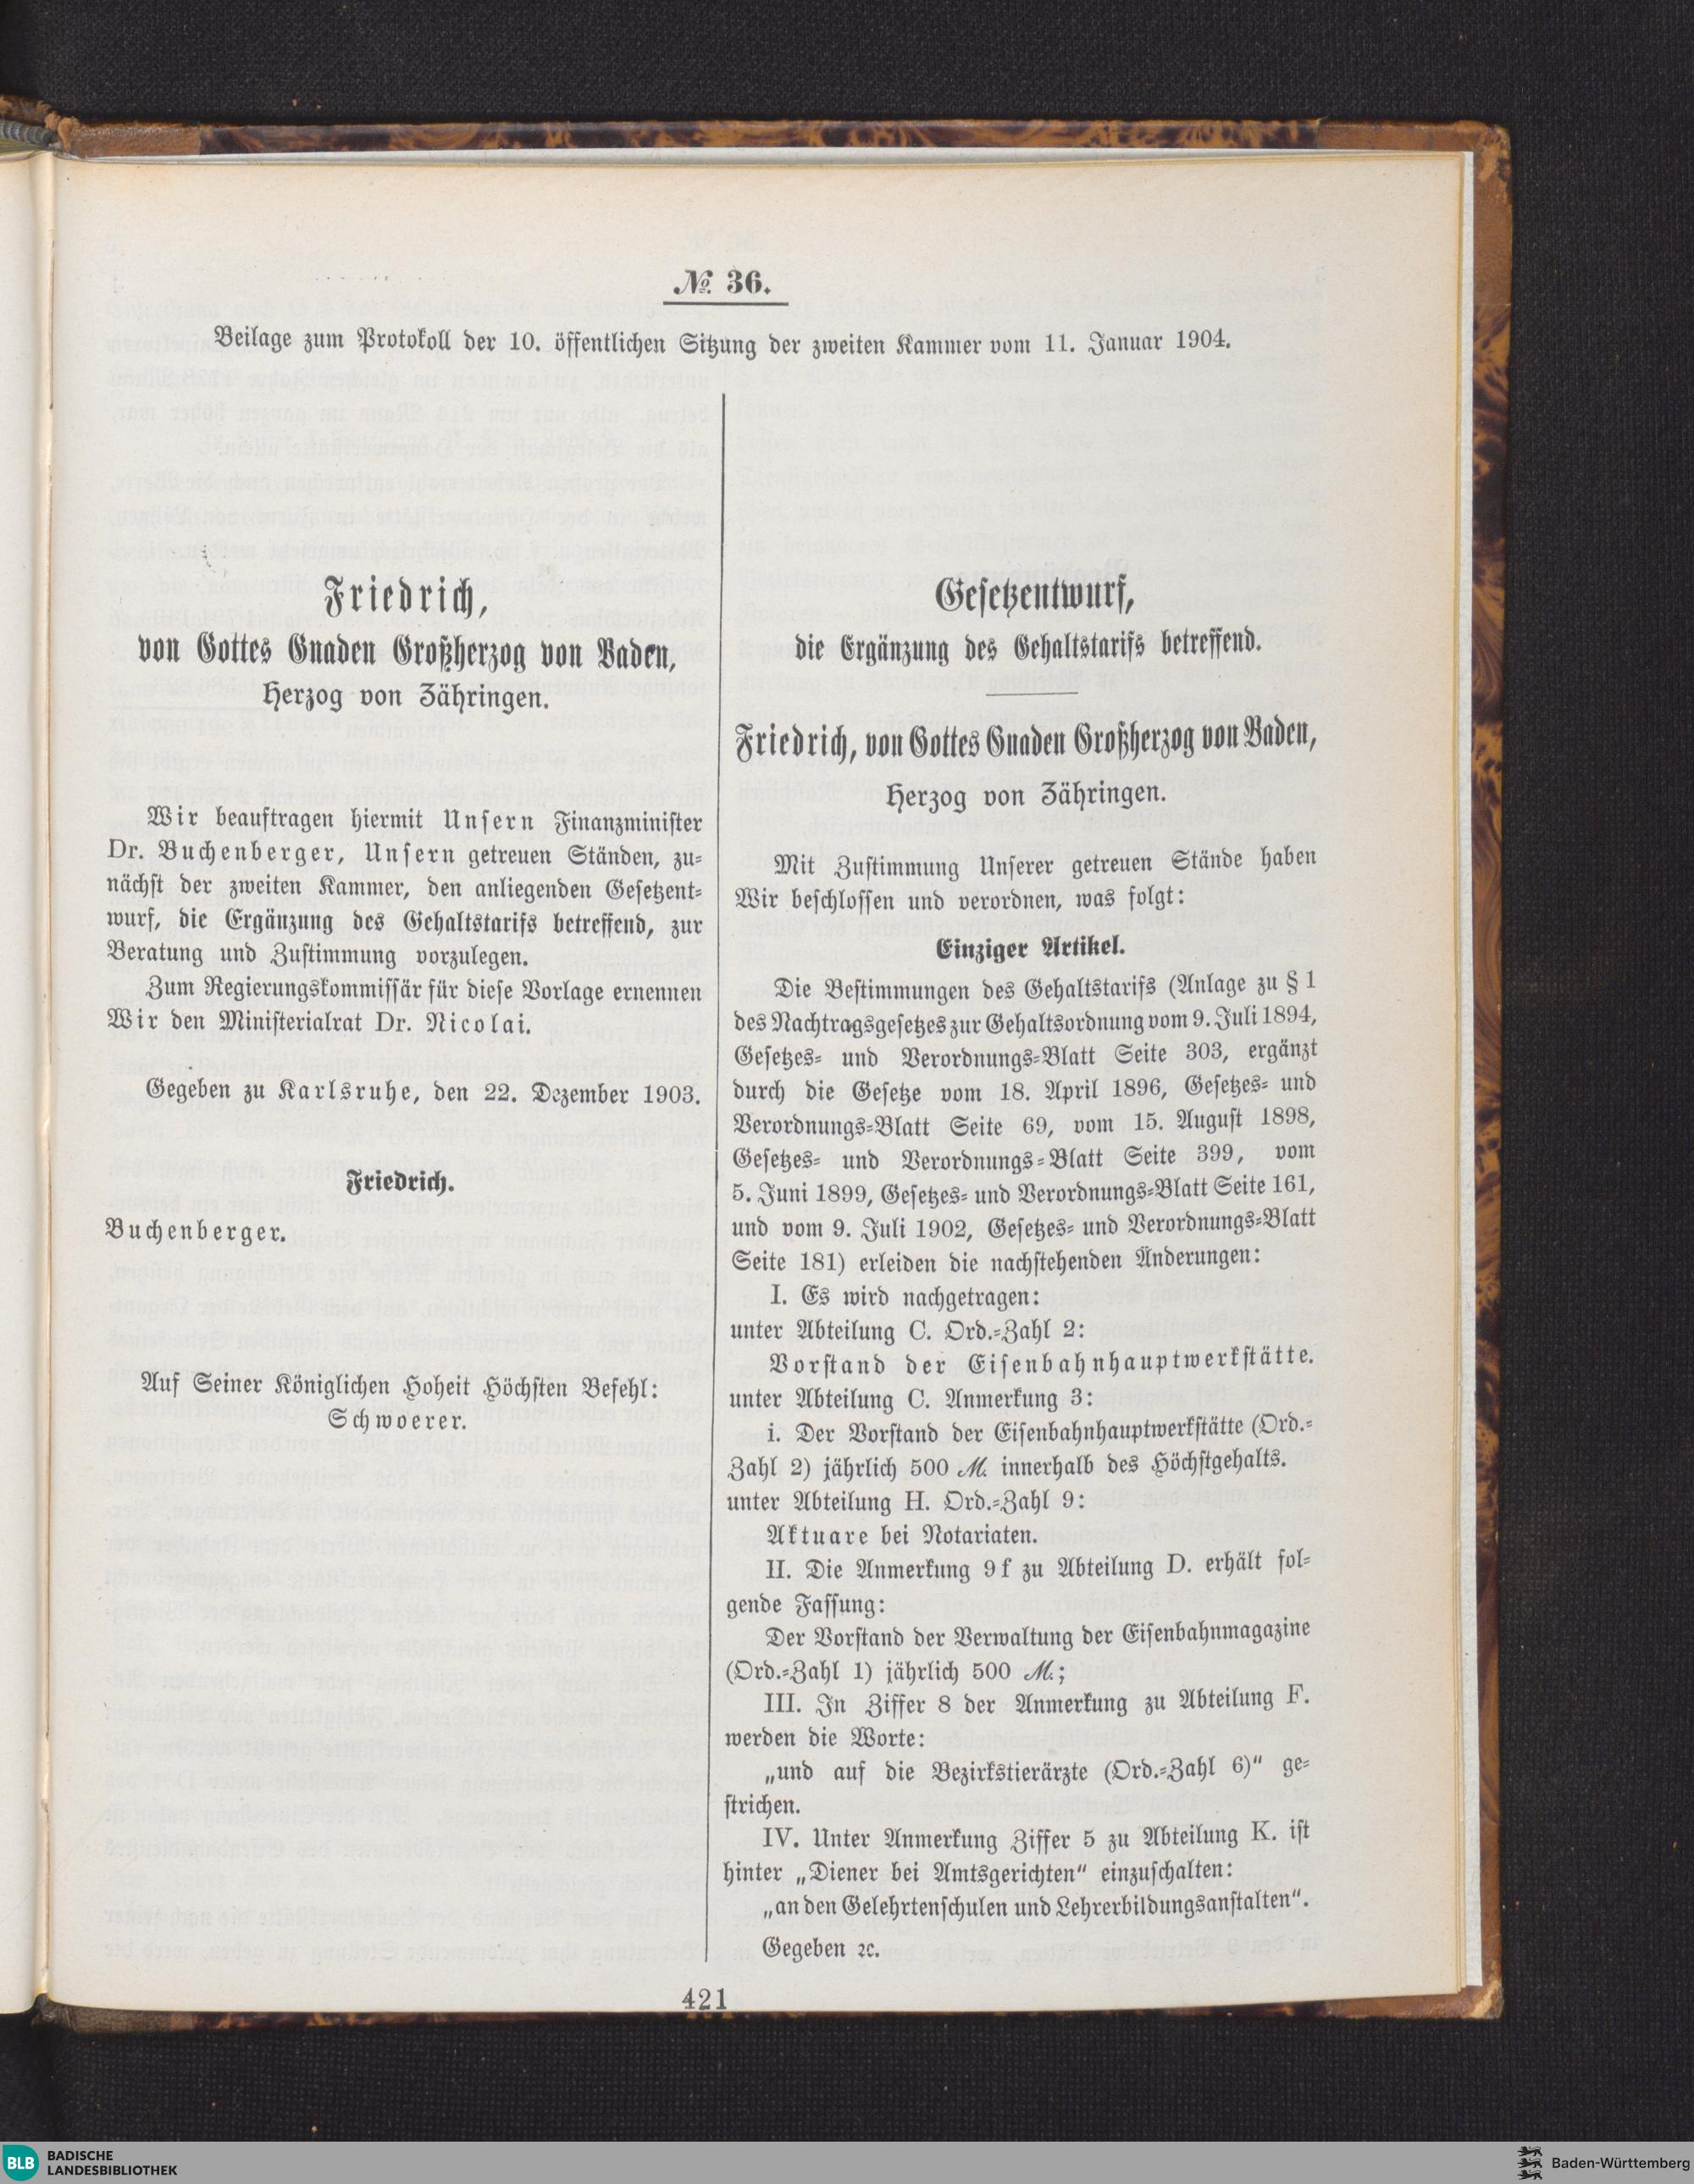 № 36.
Beilage zum Protokoll der 10. öffentlichen Sitzung der zweiten Kammer vom 11. Januar 1904.
Friedrich,
von Gottes Gnaden Großherzog von Baden,
Herzog von Zähringen.
Wir beauftragen hiermit Unsern Finanzminister
Dr. Buchenberger, Unsern getreuen Ständen, zu-
nächst der zweiten Kammer, den anliegenden Gesetzent-
wurf, die Ergänzung des Gehaltstarifs betreffend, zur
Beratung und Zustimmung vorzulegen.
Zum Regierungskommissär für diese Vorlage ernennen
Wir den Ministerialrat Dr. Nicolai.
Gegeben zu Karlsruhe, den 22. Dezember 1903.
Friedrich.
Buchenberger.
Auf Seiner Königlichen Hoheit Höchsten Befehl:
Schwoerer.
Gesetzentwurf,
die Ergänzung des Gehaltstarifs betreffend.
Friedrich, von Gottes Gnaden Großherzog von Baden,
Herzog von Zähringen.
Mit Zustimmung Unserer getreuen Stände haben
Wir beschlossen und verordnen, was folgt:
Einziger Artikel.
Die Bestimmungen des Gehaltstarifs (Anlage zu § 1
des Nachtragsgesetzes zur Gehaltsordnung vom 9. Juli 1894,
Gesetzes- und Verordnungs-Blatt Seite 303, ergänzt
durch die Gesetze vom 18. April 1896, Gesetzes- und
Verordnungs-Blatt Seite 69, vom 15. August 1898,
Gesetzes- und Verordnungs-Blatt Seite 399, vom
5. Juni 1899, Gesetzes- und Verordnungs-Blatt Seite 161,
und vom 9. Juli 1902, Gesetzes- und Verordnungs-Blatt
Seite 181) erleiden die nachstehenden Änderungen:
I. Es wird nachgetragen:
unter Abteilung C. Ord.-Zahl 2:
Vorstand der Eisenbahnhauptwerkstätte.
unter Abteilung C. Anmerkung 3:
i. Der Vorstand der Eisenbahnhauptwerkstätte (Ord.-
Zahl 2) jährlich 500 M. innerhalb des Höchstgehalts.
unter Abteilung H. Ord.-Zahl 9:
Aktuare bei Notariaten.
II. Die Anmerkung 9 f zu Abteilung D. erhält fol-
gende Fassung:
Der Vorstand der Verwaltung der Eisenbahnmagazine
(Ord.-Zahl 1) jährlich 500 M.;
III. In Ziffer 8 der Anmerkung zu Abteilung F.
werden die Worte:
„und auf die Bezirkstierärzte (Ord.-Zahl 6)“ ge-
strichen.
IV. Unter Anmerkung Ziffer 5 zu Abteilung K. ist
hinter „Diener bei Amtsgerichten“ einzuschalten:
„an den Gelehrtenschulen und Lehrerbildungsanstalten“.
Gegeben ꝛc.
421
BLB BADISCHE
LANDESBIBLIOTHEK
Baden-Württemberg